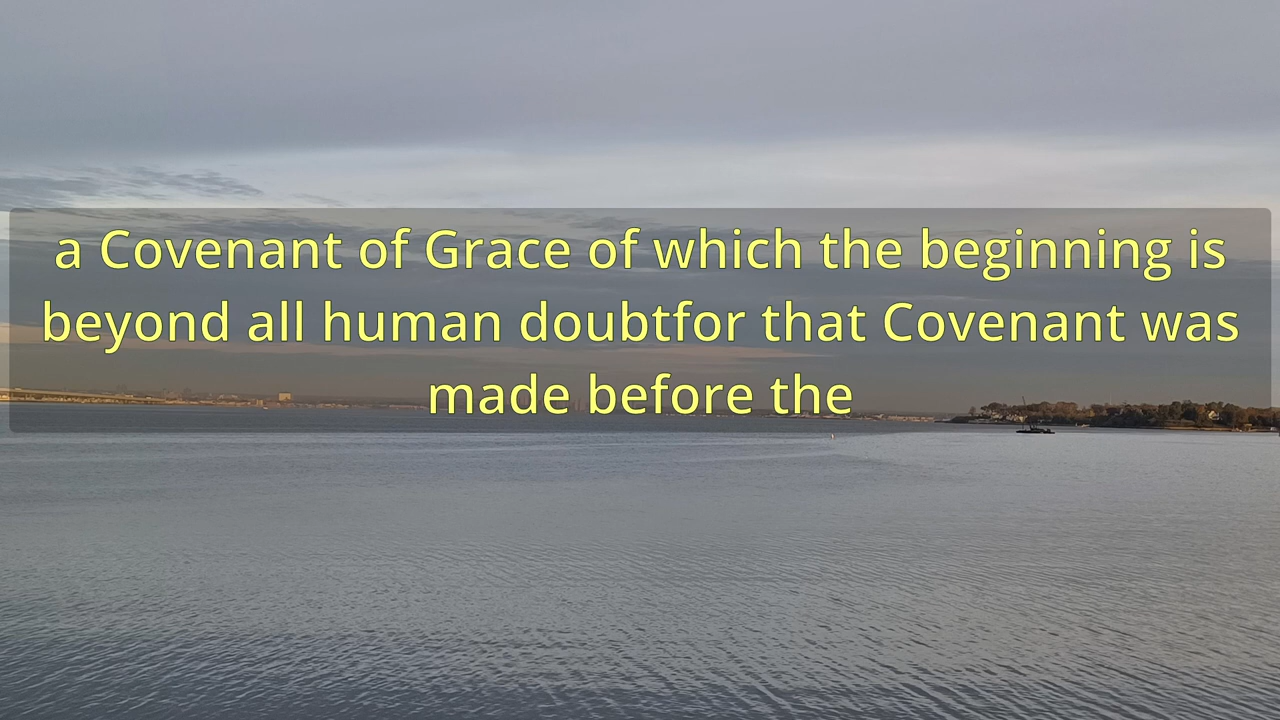 a Covenant of Grace of which the beginning is
beyond all human doubtfor that Covenant was
made before the